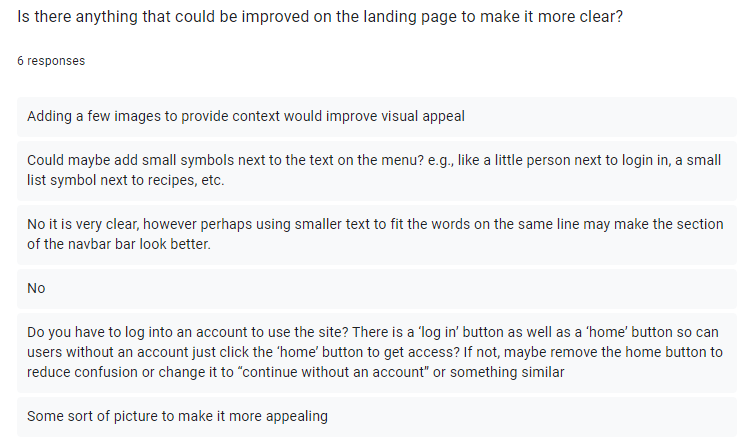 Is there anything that could be improved on the landing page to make it more clear?
6 responses
Adding a few images to provide context would improve visual appeal
Could maybe add small symbols next to the text on the menu? e.g., like a little person next to login in, a small
list symbol next to recipes, etc.
No it is very clear, however perhaps using smaller text to fit the words on the same line may make the section
of the navbar bar look better.
No
Do you have to log into an account to use the site? There is a 'log in' button as well as a 'home' button so can
users without an account just click the 'home' button to get access? If not, maybe remove the home button to
reduce confusion or change it to "continue without an account" or something similar
Some sort of picture to make it more appealing